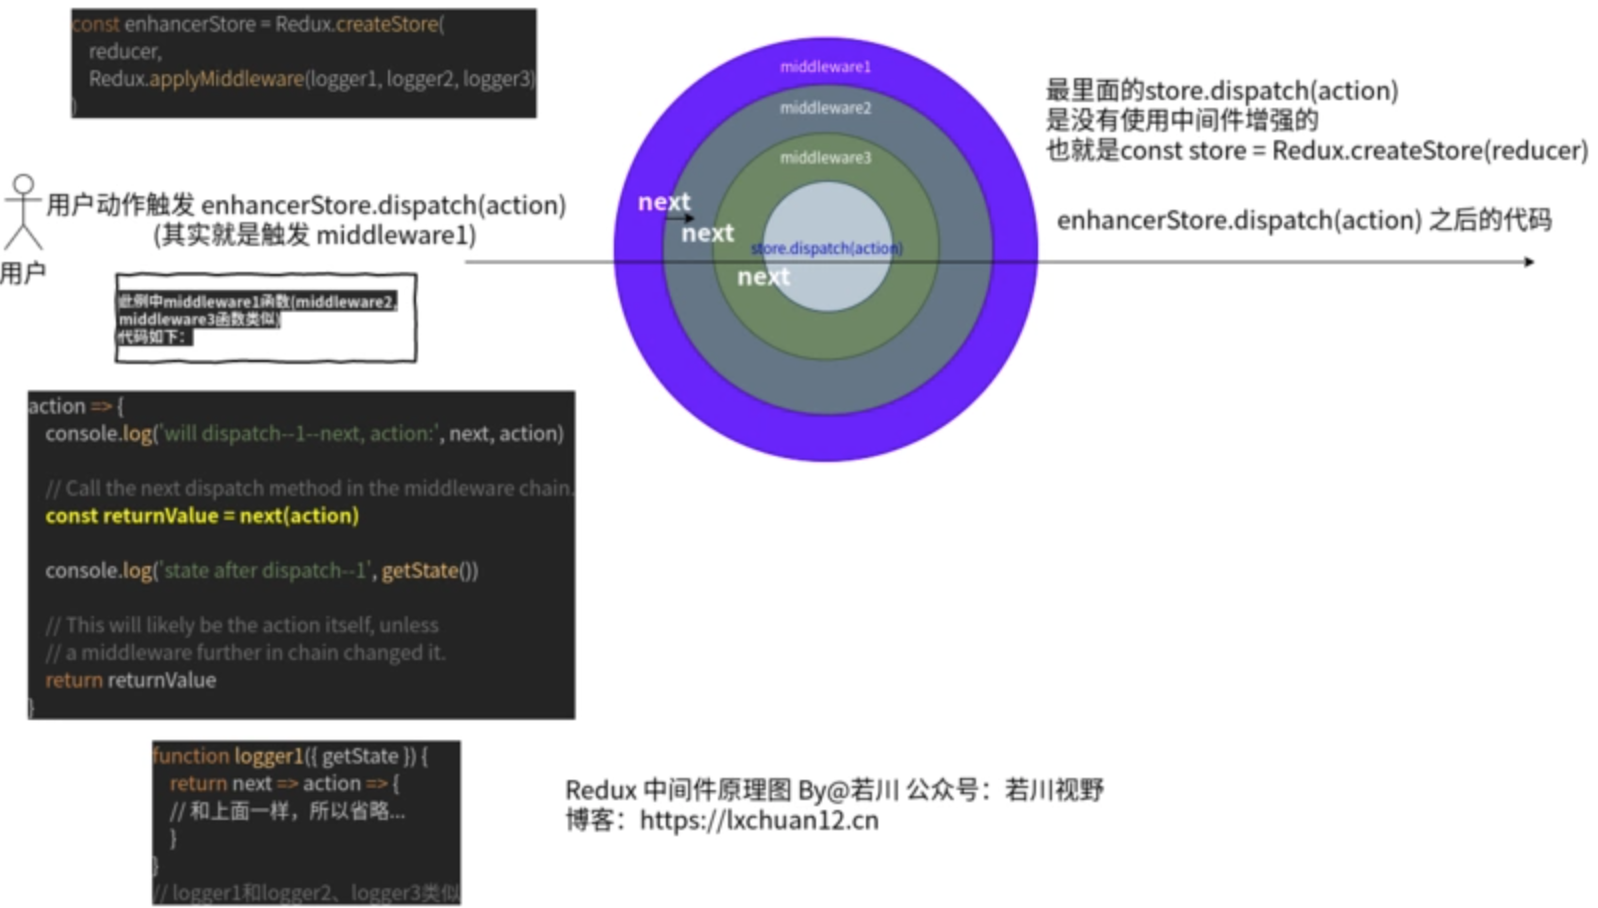 const enhancerStore = Redux.createStore(
reducer,
Redux.applyMiddleware(logger1, logger2, logger3)
)
middleware1
middleware2
middleware3
next
next
store.dispatch(action)
next
最里面的store.dispatch(action)
是没有使用中间件增强的
也就是const store = Redux.createStore(reducer)
用户动作触发 enhancerStore.dispatch(action)
(其实就是触发 middleware1)
用户
enhancerStore.dispatch(action) 之后的代码
此例中middleware1函数(middleware2,
middleware3函数类似)
代码如下：
action => {
console.log('will dispatch--1--next, action:', next, action)
// Call the next dispatch method in the middleware chain.
const returnValue = next(action)
console.log('state after dispatch--1', getState())
// This will likely be the action itself, unless
// a middleware further in chain changed it.
return returnValue
}
function logger1({ getState }) {
return next => action => {
// 和上面一样，所以省略...
}
}
// logger1和logger2、logger3类似
Redux 中间件原理图 By@若川 公众号：若川视野
博客：https://lxchuan12.cn